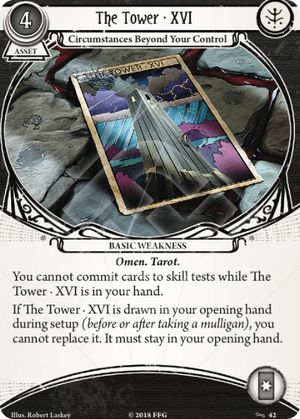 4
The Tower · XVI
ASSET
Circumstances Beyond Your Control
THE TOWER · XVI
BASIC WEAKNESS
Omen. Tarot.
You cannot commit cards to skill tests while The
Tower · XVI is in your hand.
If The Tower · XVI is drawn in your opening hand
during setup (before or after taking a mulligan), you
cannot replace it. It must stay in your opening hand.
Illus. Robert Laskey
© 2018 FFG
42